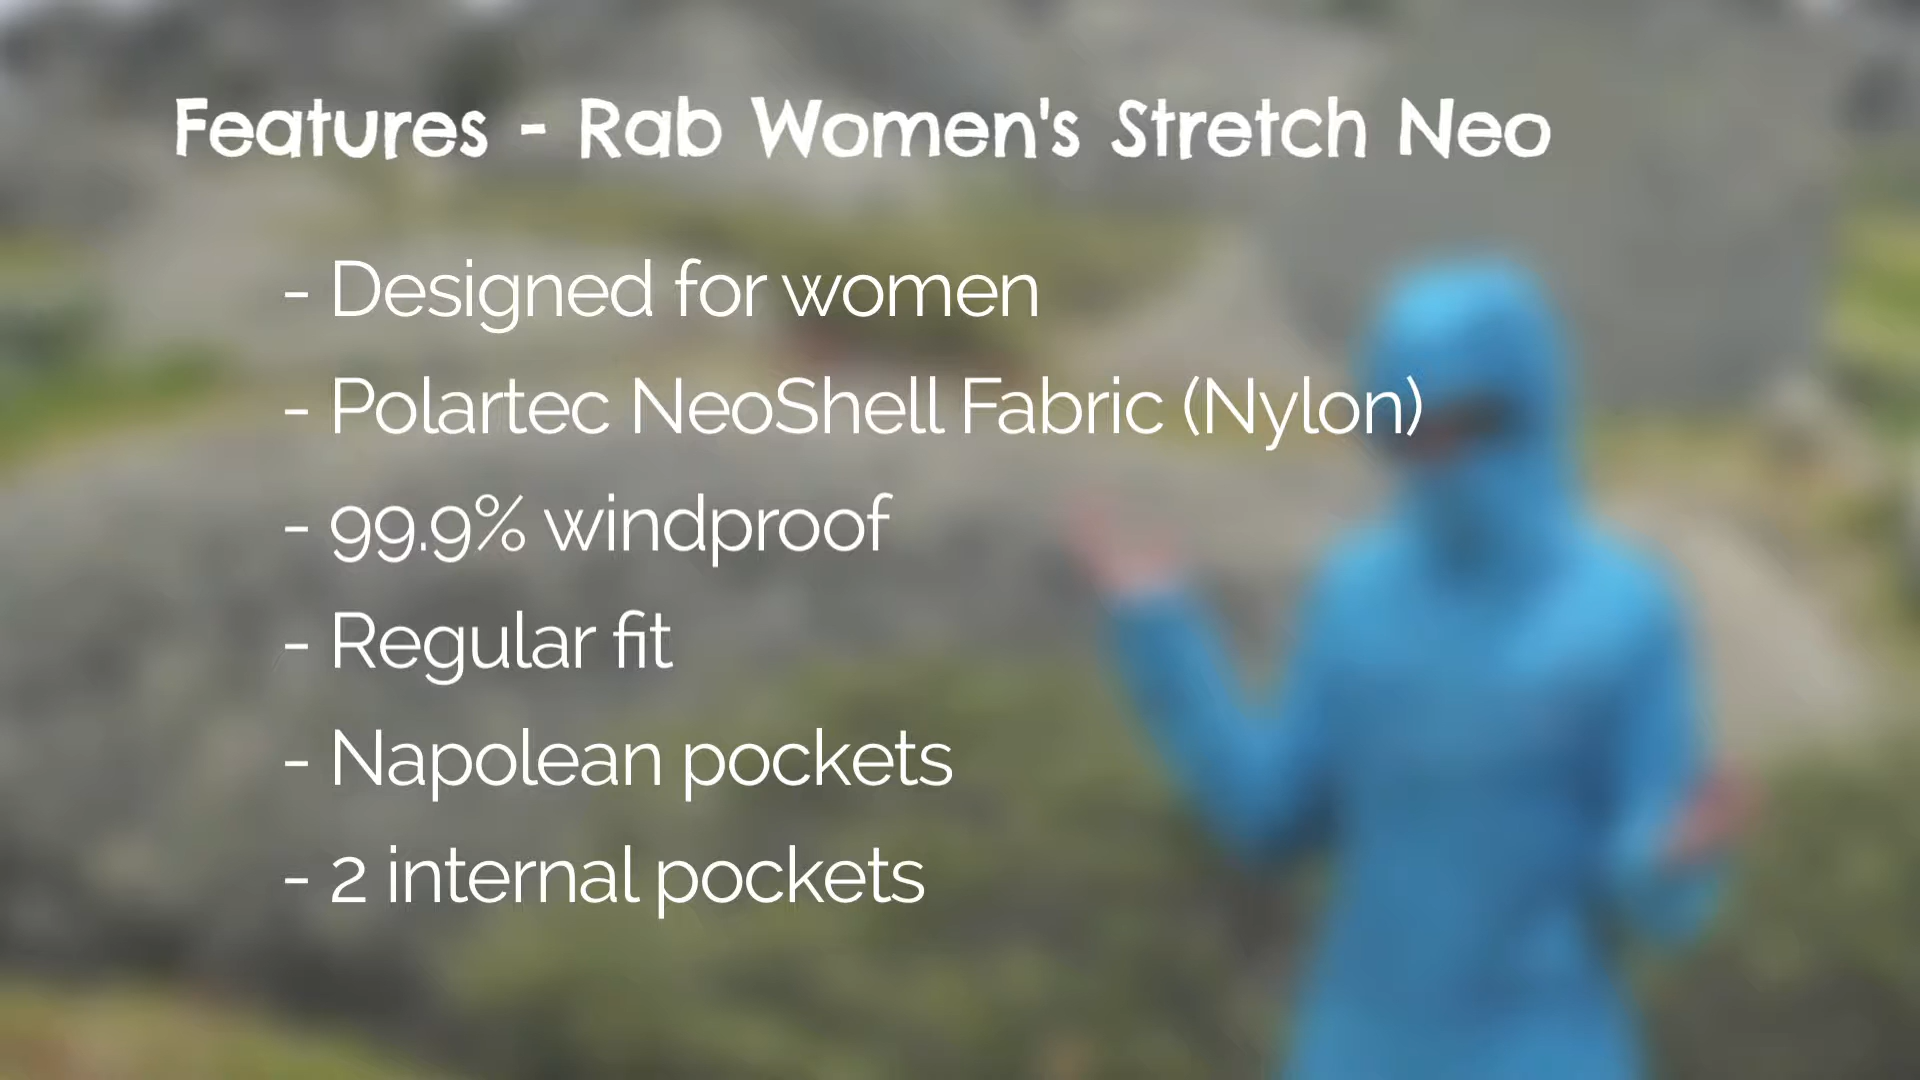 Features - Rab Women's Stretch Neo
- Designed for women
- Polartec NeoShell Fabric (Nylon)
- 99.9% windproof
- Regular fit
- Napolean pockets
- 2 internal pockets